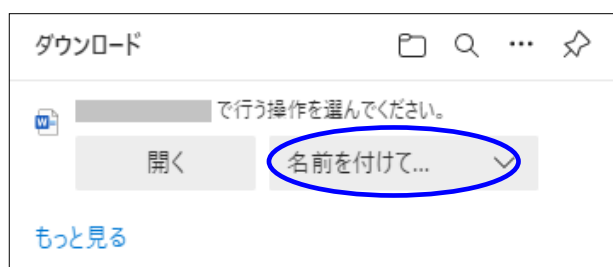 ダウンロード
で行う操作を選んでください。
開く
名前を付けて...
もっと見る